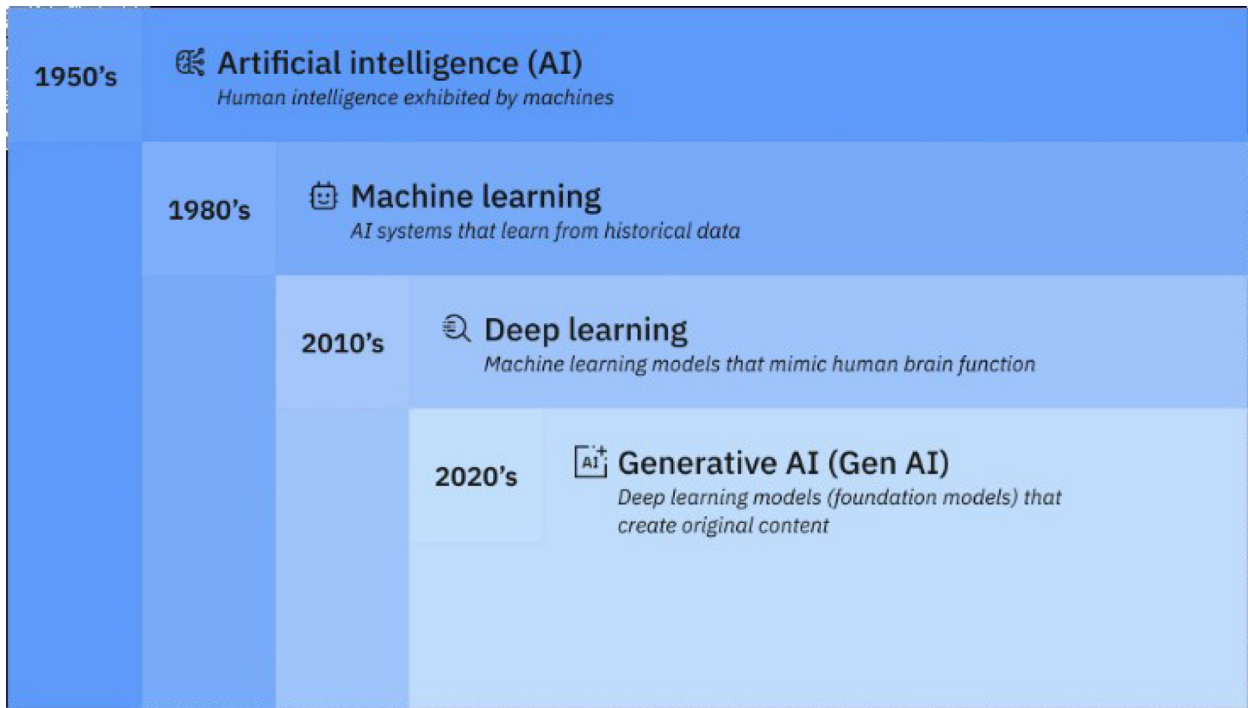 1950's
Artificial intelligence (AI)
Human intelligence exhibited by machines
1980's
Machine learning
AI systems that learn from historical data
2010's
Deep learning
Machine learning models that mimic human brain function
2020's
AI
Generative AI (Gen AI)
Deep learning models (foundation models) that
create original content